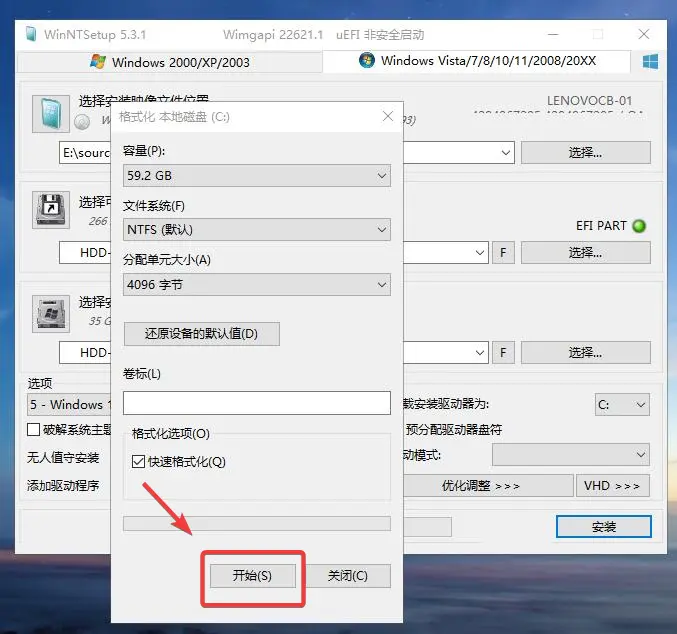 WinNTSetup 5.3.1 Wimgapi 22621.1 uEFI 非安全启动
Windows 2000/XP/2003
Windows Vista/7/8/10/11/2008/20XX
选择安装映像文件位置
LENOVOCB-01
格式化 本地磁盘 (C:)
93)
E:\sourc
选择...
容量(P):
59.2 GB
文件系统(F)
NTFS (默认)
分配单元大小(A)
4096 字节
还原设备的默认值(D)
卷标(L)
格式化选项(O)
快速格式化(Q)
开始(S)
关闭(C)
选择
266
EFI PART
HDD-
F
选择...
选择安
35 G
HDD-
F
选择...
选项
5 - Windows 1
载安装驱动器为:
C:
破解系统主题
预分配驱动器盘符
无人值守安装
动模式:
添加驱动程序
优化调整 >>>
VHD >>>
安装